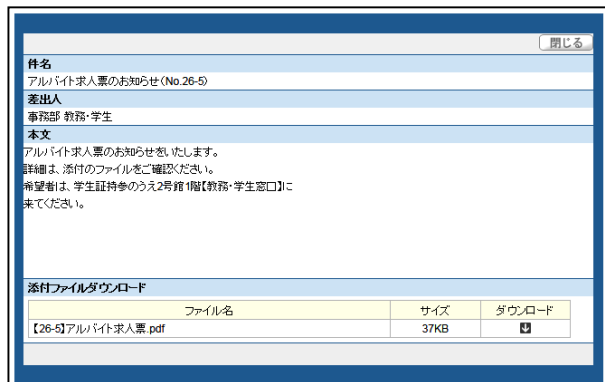 閉じる
件名
アルバイト求人票のお知らせ(No.26-5)
差出人
事務部 教務・学生
本文
アルバイト求人票のお知らせをいたします。
詳細は、添付のファイルをご確認ください。
希望者は、学生証持参のうえ2号館1階【教務・学生窓口】に
来てください。
添付ファイルダウンロード
ファイル名 サイズ ダウンロード
【26-5】アルバイト求人票.pdf 37KB